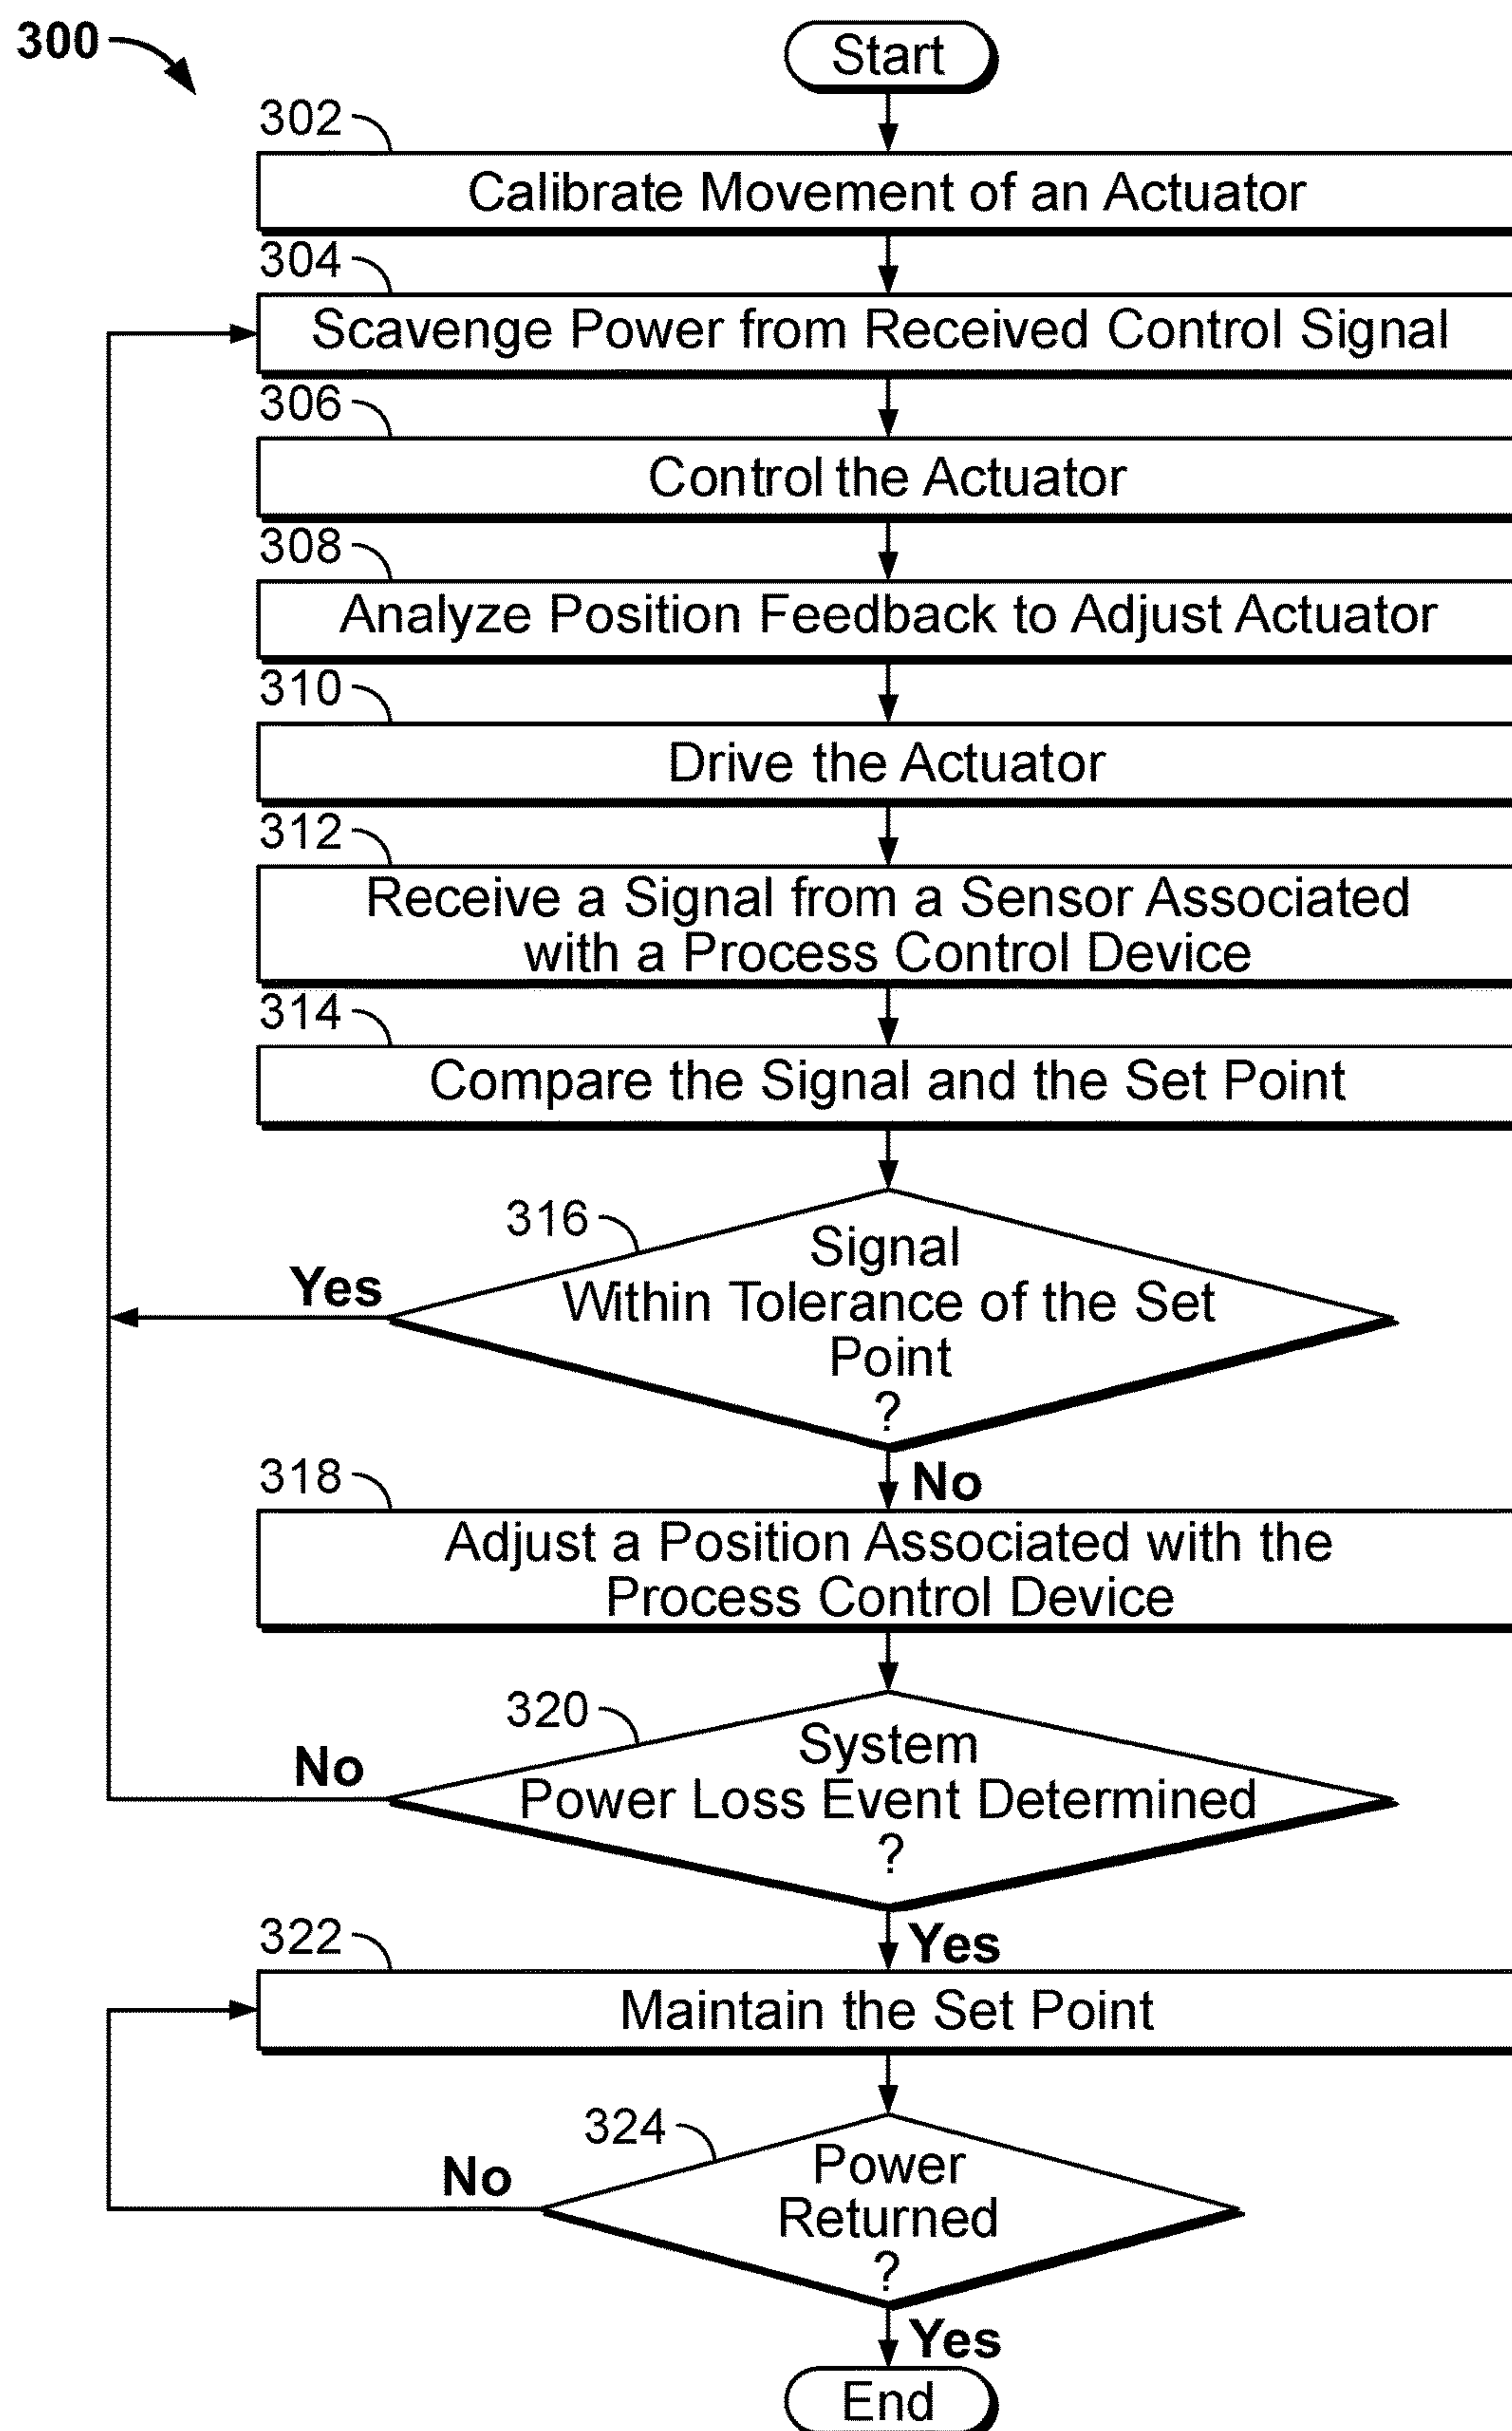 300
Start
302
Calibrate Movement of an Actuator
304
Scavenge Power from Received Control Signal
306
Control the Actuator
308
Analyze Position Feedback to Adjust Actuator
310
Drive the Actuator
312
Receive a Signal from a Sensor Associated
with a Process Control Device
314
Compare the Signal and the Set Point
316
Signal
Within Tolerance of the Set
Point
?
Yes
No
318
Adjust a Position Associated with the
Process Control Device
320
System
Power Loss Event Determined
?
No
Yes
322
Maintain the Set Point
324
Power
Returned
?
No
Yes
End